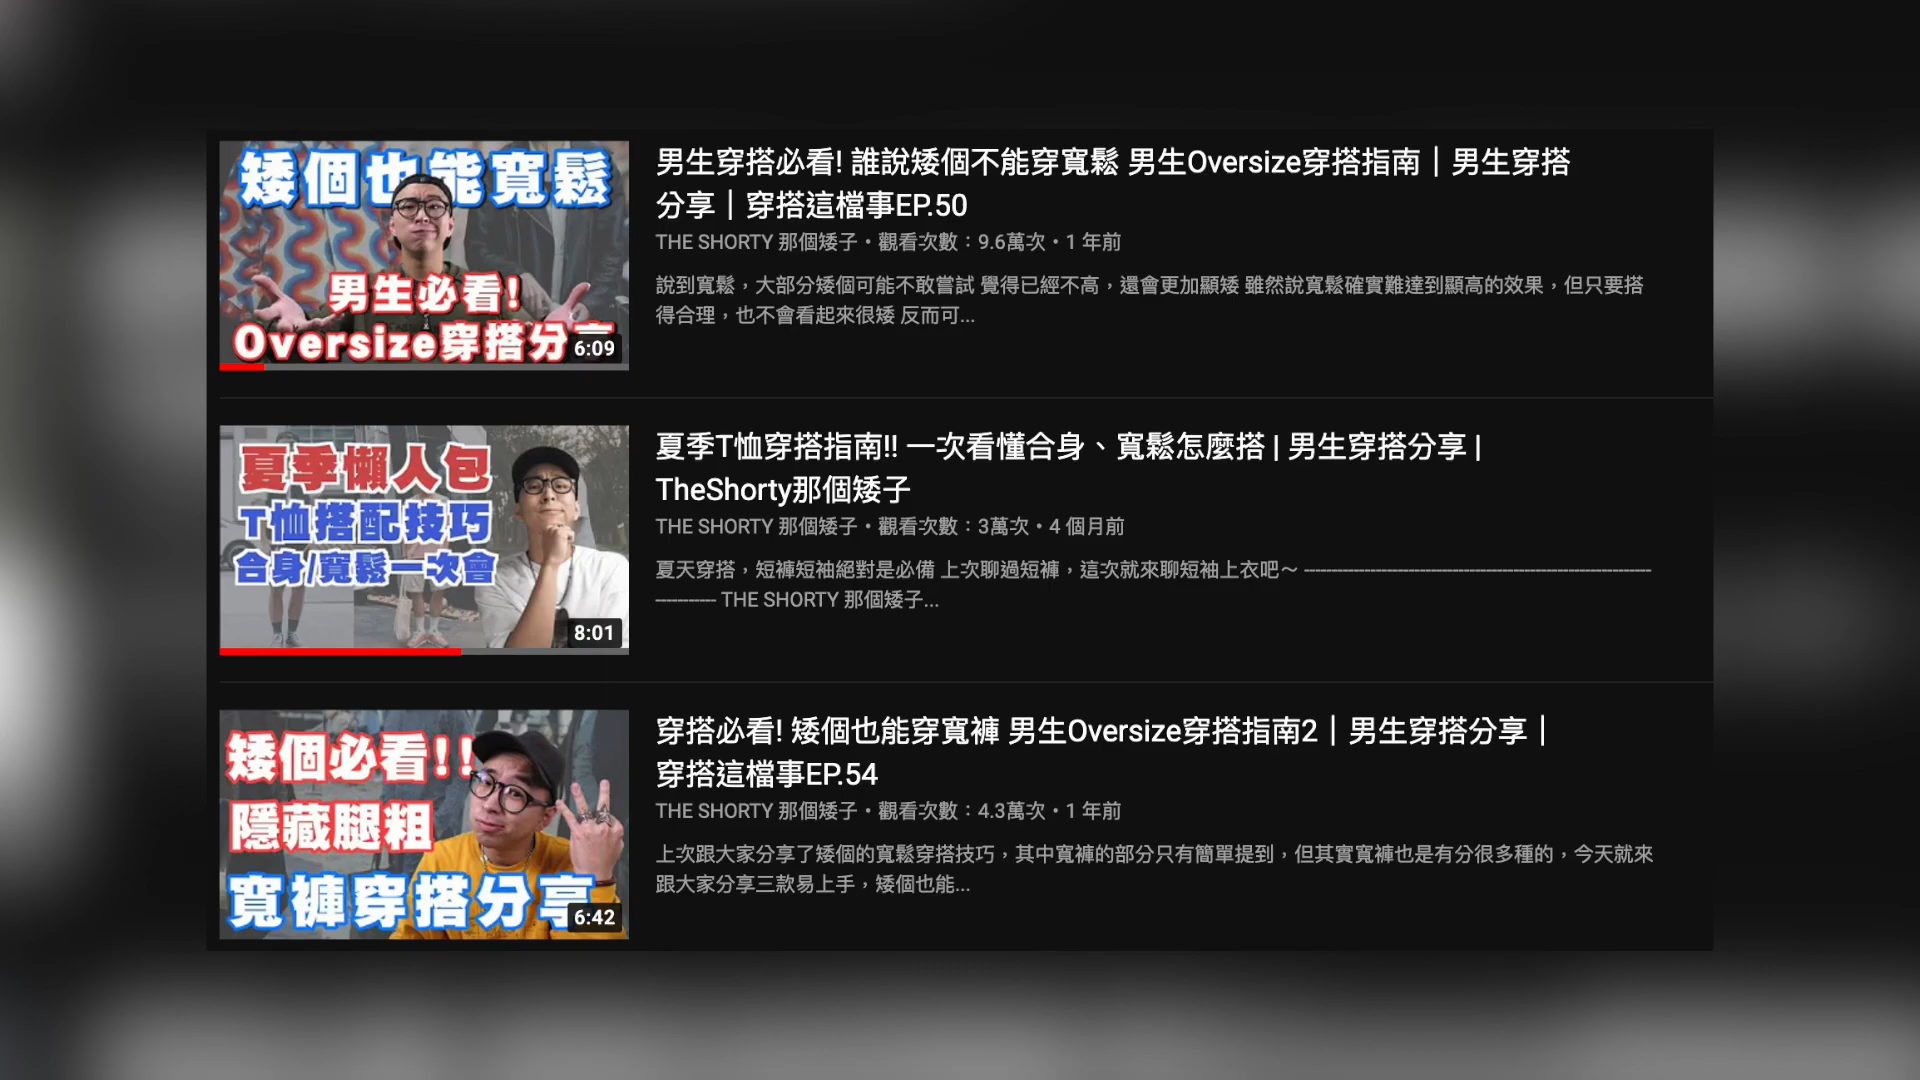 矮個也能寬鬆
男生必看!
Oversize穿搭分享
6:09
男生穿搭必看! 誰說矮個不能穿寬鬆 男生Oversize穿搭指南｜男生穿搭
分享｜穿搭這檔事EP.50
THE SHORTY 那個矮子・觀看次數：9.6萬次・1 年前
說到寬鬆，大部分矮個可能不敢嘗試 覺得已經不高，還會更加顯矮 雖然說寬鬆確實難達到顯高的效果，但只要搭
得合理，也不會看起來很矮 反而可...
夏季懶人包
T恤搭配技巧
合身/寬鬆一次會
8:01
夏季T恤穿搭指南!! 一次看懂合身、寬鬆怎麼搭 | 男生穿搭分享 |
TheShorty那個矮子
THE SHORTY 那個矮子・觀看次數：3萬次・4 個月前
夏天穿搭，短褲短袖絕對是必備 上次聊過短褲，這次就來聊短袖上衣吧～ ---------------------------------------------------------------
----------- THE SHORTY 那個矮子...
矮個必看!!
隱藏腿粗
寬褲穿搭分享
6:42
穿搭必看! 矮個也能穿寬褲 男生Oversize穿搭指南2｜男生穿搭分享｜
穿搭這檔事EP.54
THE SHORTY 那個矮子・觀看次數：4.3萬次・1 年前
上次跟大家分享了矮個的寬鬆穿搭技巧，其中寬褲的部分只有簡單提到，但其實寬褲也是有分很多種的，今天就來
跟大家分享三款易上手，矮個也能...